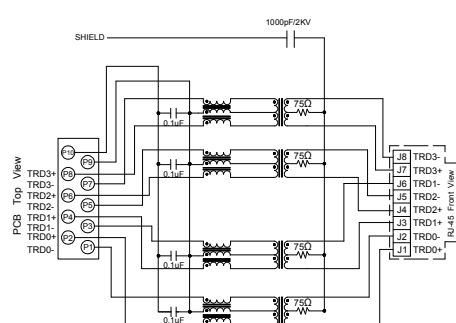 1000pF/2KV
SHIELD
75Ω
0.1uF
P10
P9
TRD3+ P8
TRD3- P7
TRD2+ P6
TRD2- P5
TRD1+ P4
TRD1- P3
TRD0+ P2
TRD0- P1
PCB Top View
75Ω
0.1uF
75Ω
0.1uF
75Ω
0.1uF
J8 TRD3-
J7 TRD3+
J6 TRD1-
J5 TRD2-
J4 TRD2+
J3 TRD1+
J2 TRD0-
J1 TRD0+
RJ-45 Front View